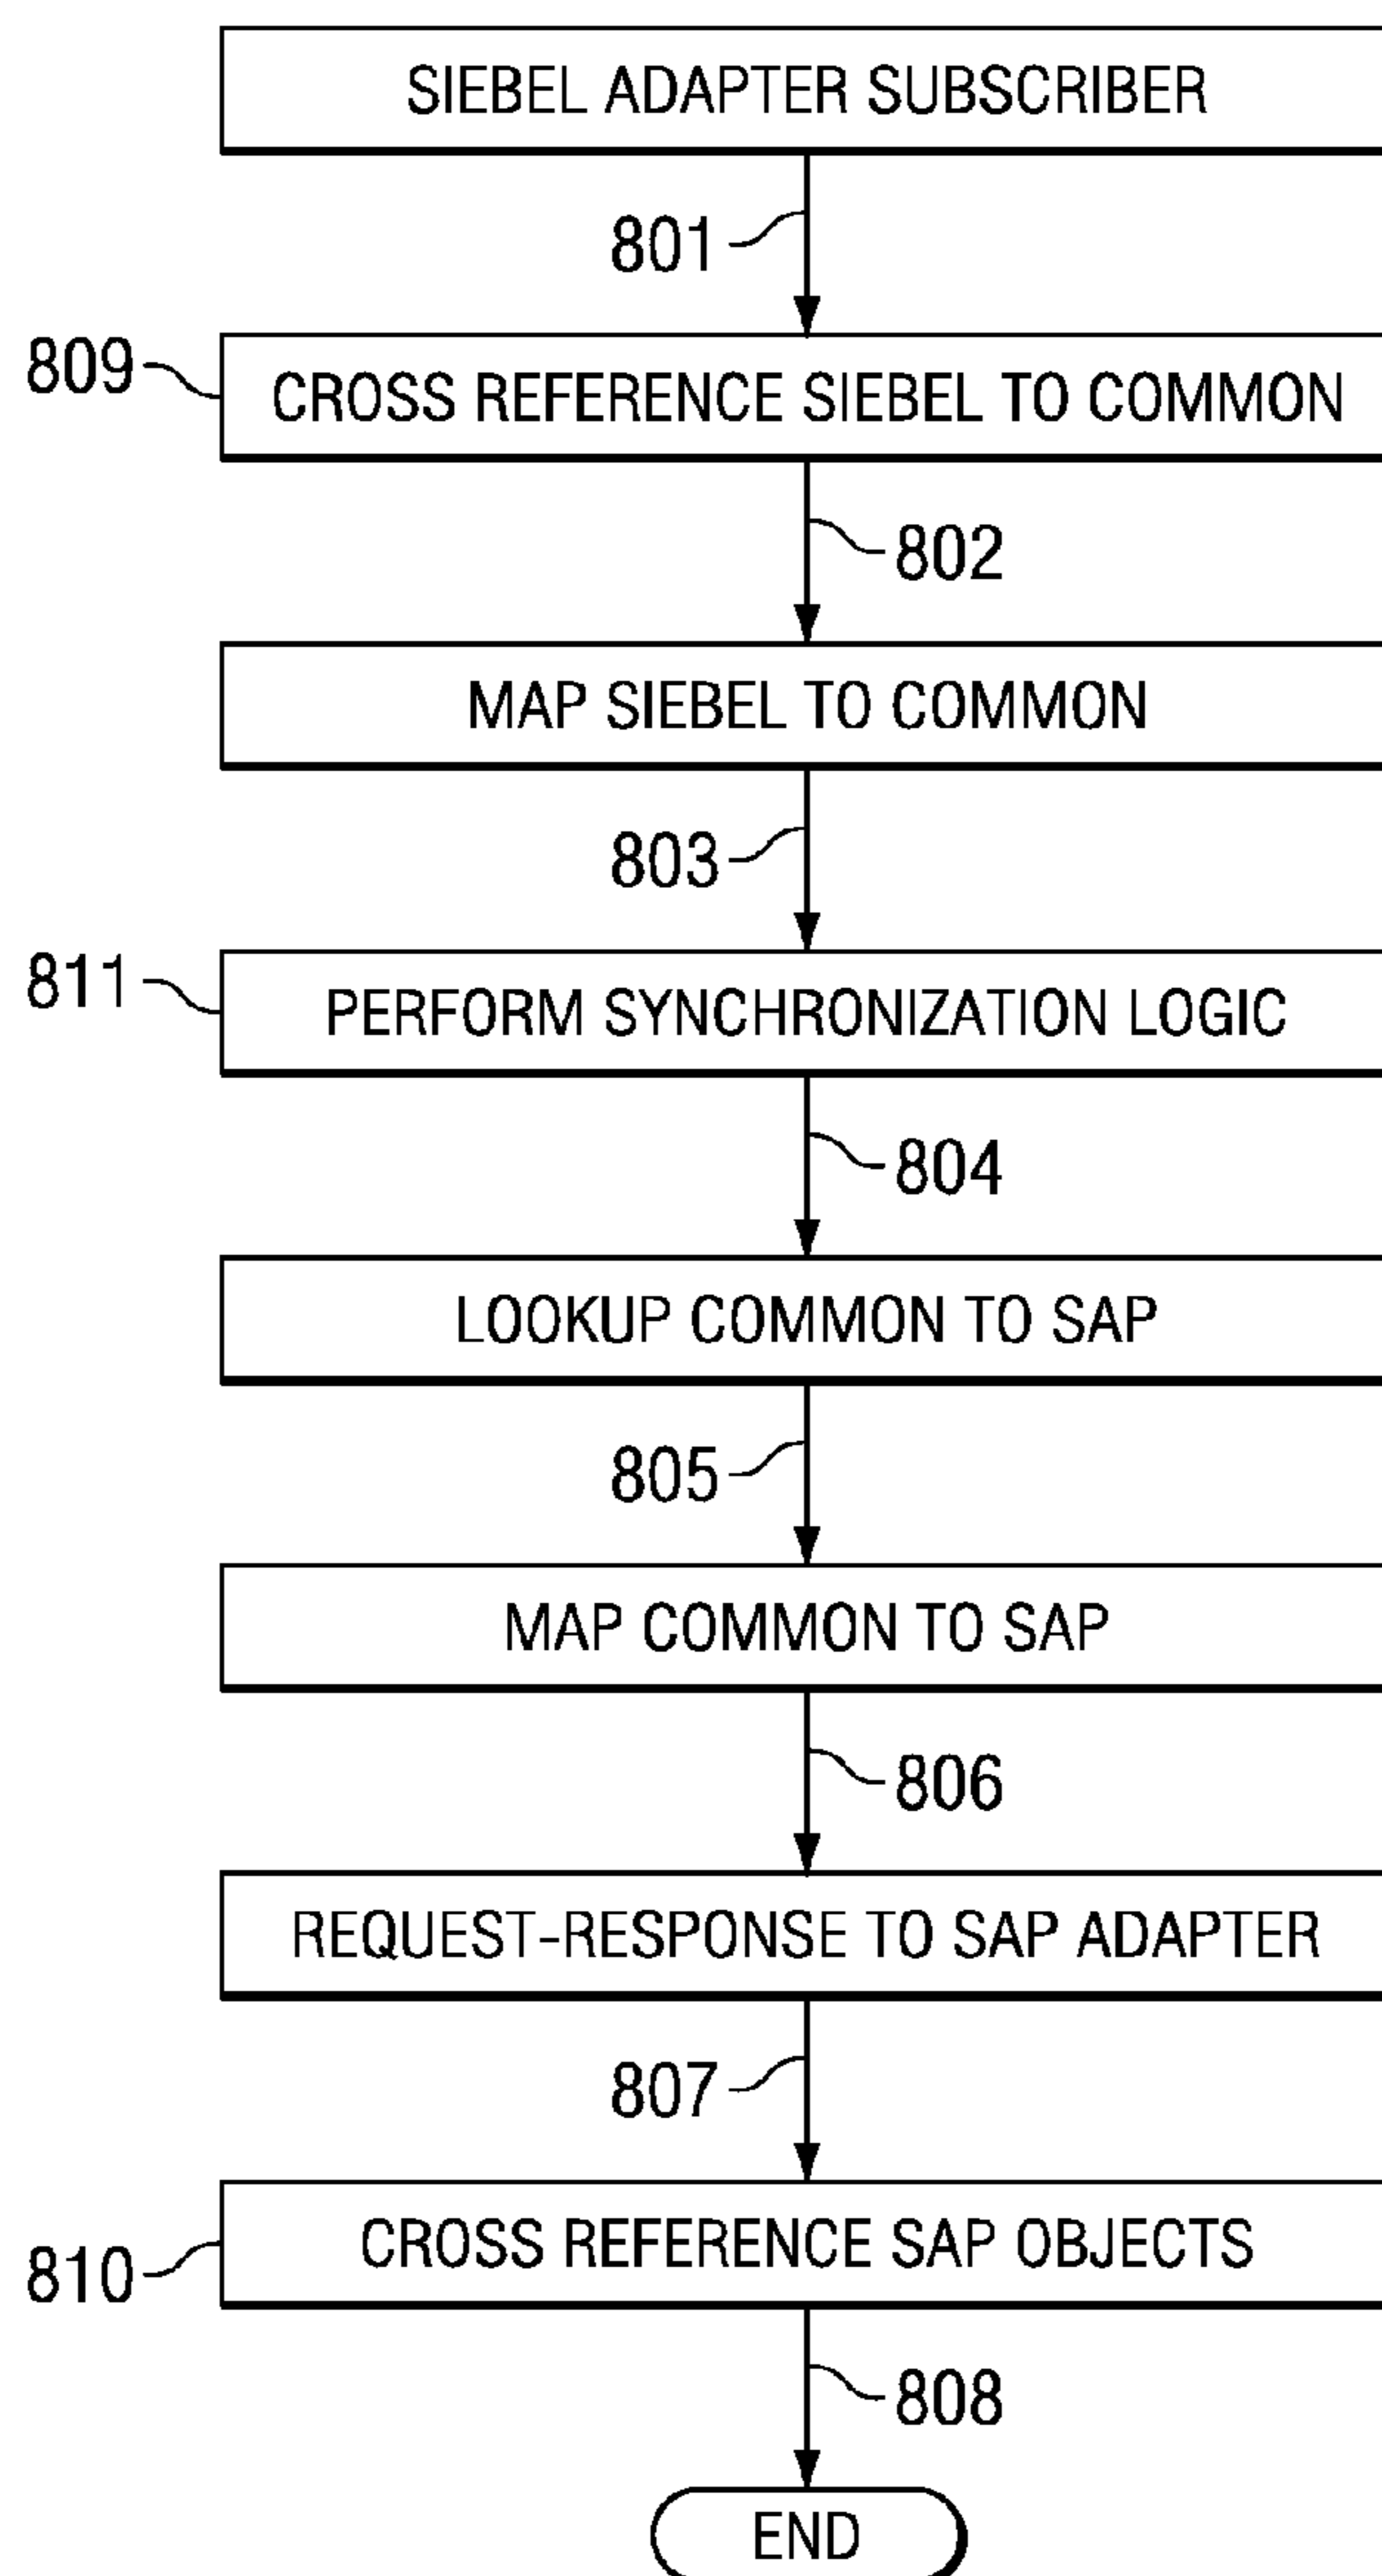 SIEBEL ADAPTER SUBSCRIBER
801
809
CROSS REFERENCE SIEBEL TO COMMON
802
MAP SIEBEL TO COMMON
803
811
PERFORM SYNCHRONIZATION LOGIC
804
LOOKUP COMMON TO SAP
805
MAP COMMON TO SAP
806
REQUEST-RESPONSE TO SAP ADAPTER
807
CROSS REFERENCE SAP OBJECTS
810
808
END